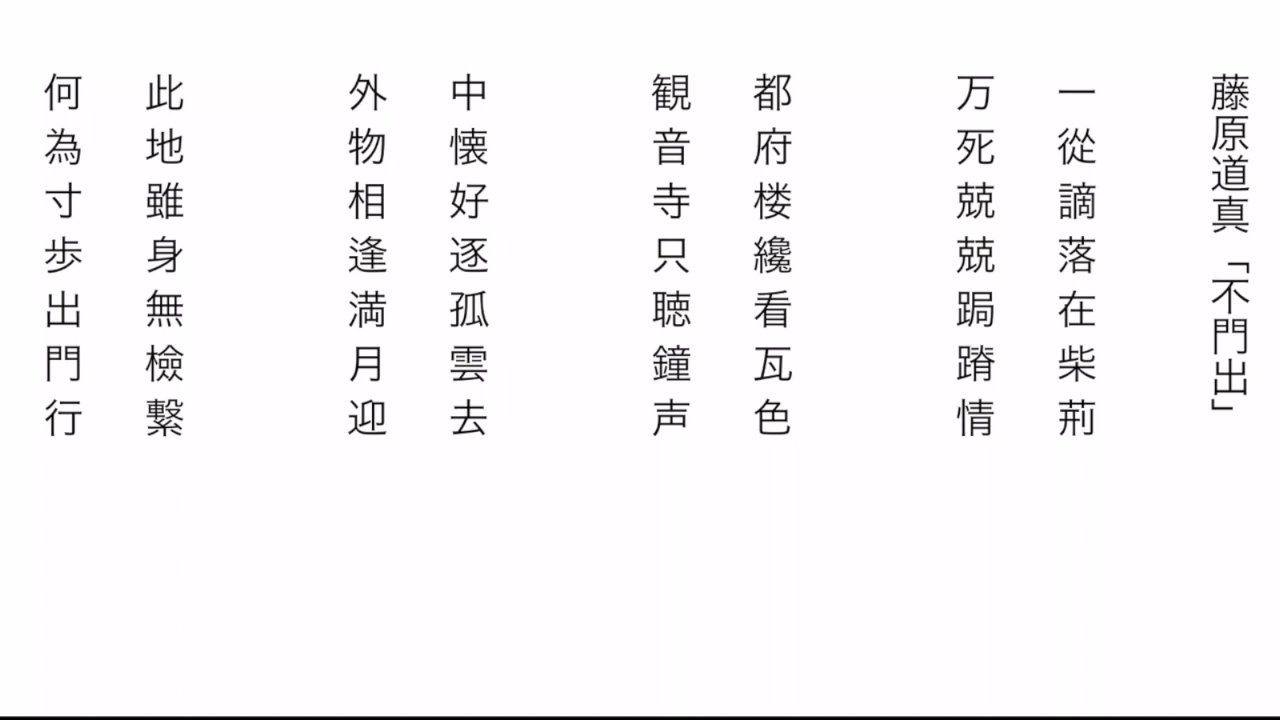 藤原道真「不門出」
一從謫落在柴荊
万死兢兢跼蹐情
都府楼纔看瓦色
観音寺只聴鐘声
中懐好逐孤雲去
外物相逢満月迎
此地雖身無檢繋
何為寸歩出門行